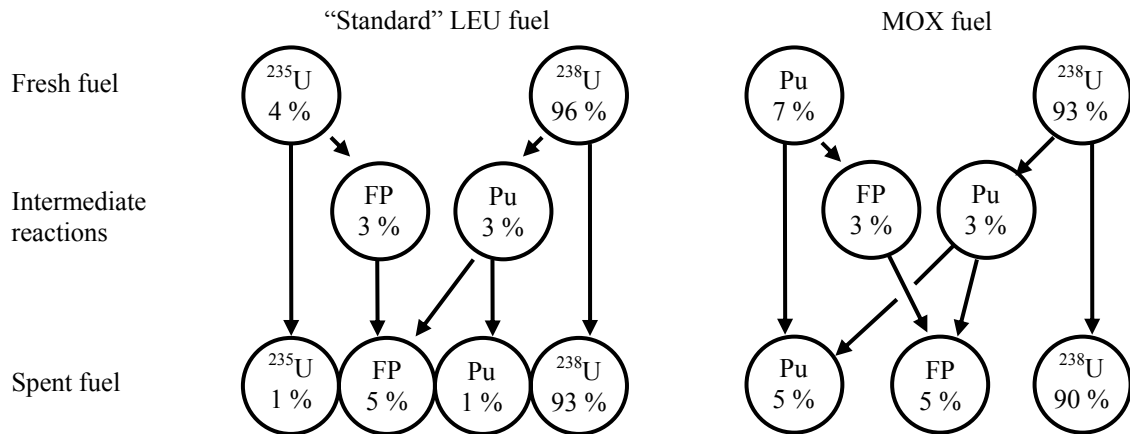 “Standard” LEU fuel
MOX fuel
Fresh fuel
²³⁵U
4 %
²³⁸U
96 %
Pu
7 %
²³⁸U
93 %
Intermediate
reactions
FP
3 %
Pu
3 %
FP
3 %
Pu
3 %
Spent fuel
²³⁵U
1 %
FP
5 %
Pu
1 %
²³⁸U
93 %
Pu
5 %
FP
5 %
²³⁸U
90 %